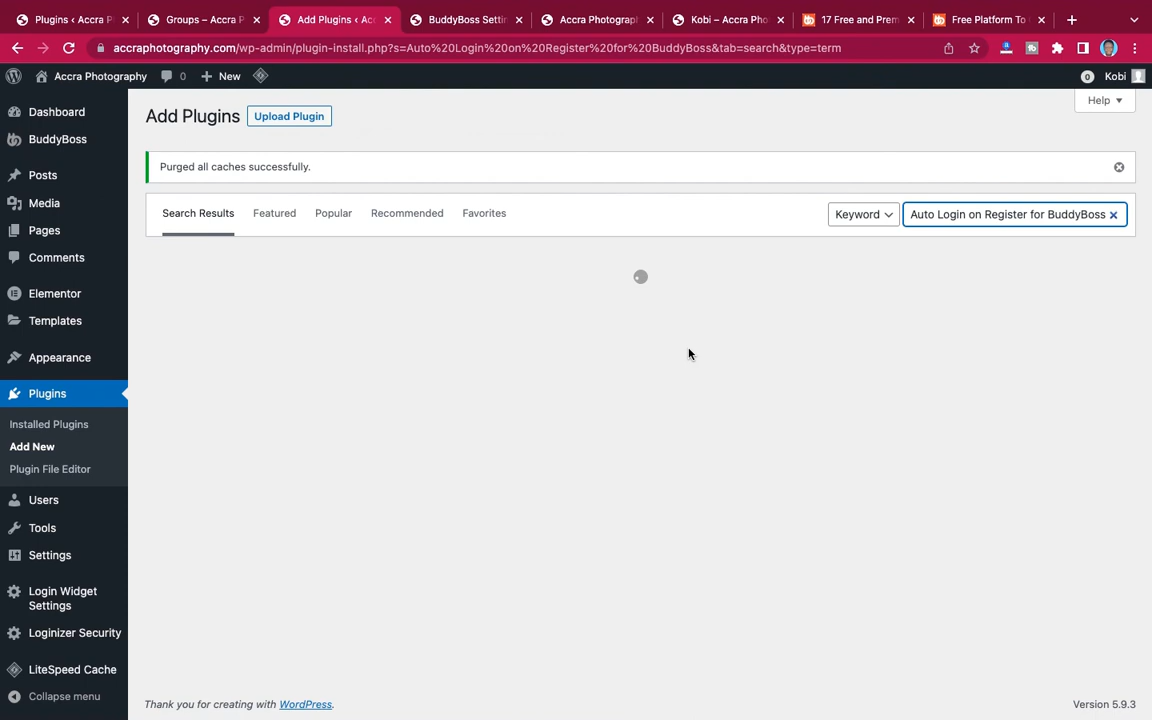 Plugins ‹ Accra P
Groups – Accra P
Add Plugins ‹ Acc
BuddyBoss Settin
Accra Photograp
Kobi – Accra Pho
17 Free and Prem
Free Platform To
accraphotography.com/wp-admin/plugin-install.php?s=Auto%20Login%20on%20Register%20for%20BuddyBoss&tab=search&type=term
Accra Photography
0
New
0
Kobi
Dashboard
BuddyBoss
Posts
Media
Pages
Comments
Elementor
Templates
Appearance
Plugins
Installed Plugins
Add New
Plugin File Editor
Users
Tools
Settings
Login Widget
Settings
Loginizer Security
LiteSpeed Cache
Collapse menu
Help
Add Plugins
Upload Plugin
Purged all caches successfully.
Search Results
Featured
Popular
Recommended
Favorites
Keyword
Auto Login on Register for BuddyBoss
Thank you for creating with WordPress.
Version 5.9.3